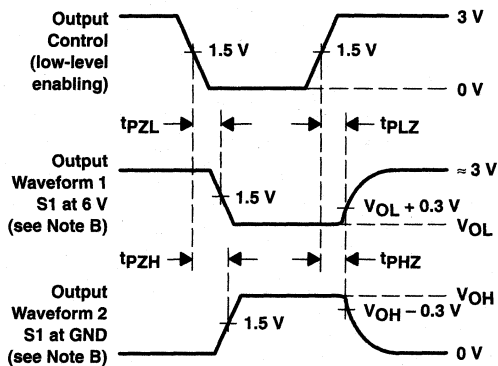 Output
Control
(low-level
enabling)
1.5 V
1.5 V
3 V
0 V
tPZL
tPLZ
Output
Waveform 1
S1 at 6 V
(see Note B)
1.5 V
≈ 3 V
VOL + 0.3 V
VOL
tPZH
tPHZ
Output
Waveform 2
S1 at GND
(see Note B)
1.5 V
VOH
VOH – 0.3 V
0 V